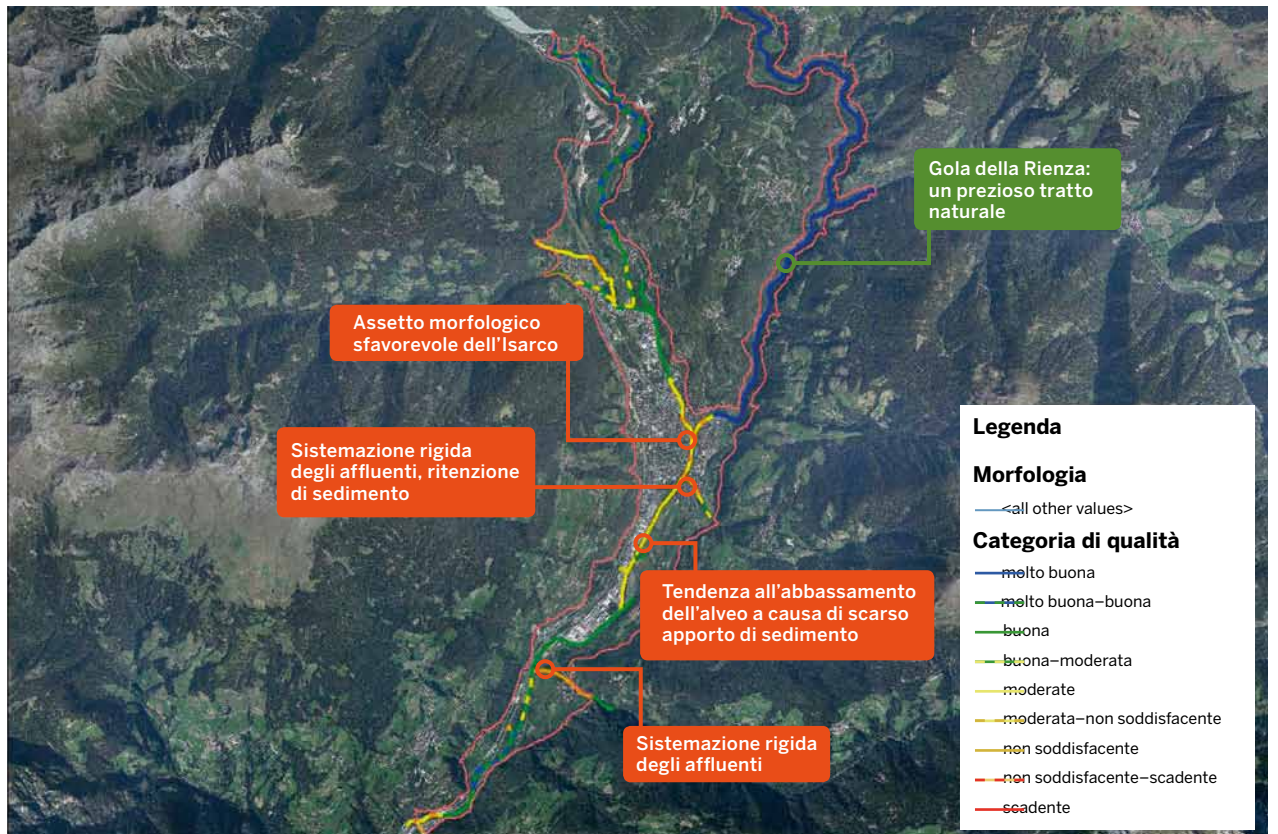 Gola della Rienza:
un prezioso tratto
naturale
Assetto morfologico
sfavorevole dell'Isarco
Sistemazione rigida
degli affluenti, ritenzione
di sedimento
Tendenza all'abbassamento
dell'alveo a causa di scarso
apporto di sedimento
Sistemazione rigida
degli affluenti
Legenda
Morfologia
<all other values>
Categoria di qualità
molto buona
molto buona–buona
buona
buona–moderata
moderate
moderata–non soddisfacente
non soddisfacente
non soddisfacente–scadente
scadente